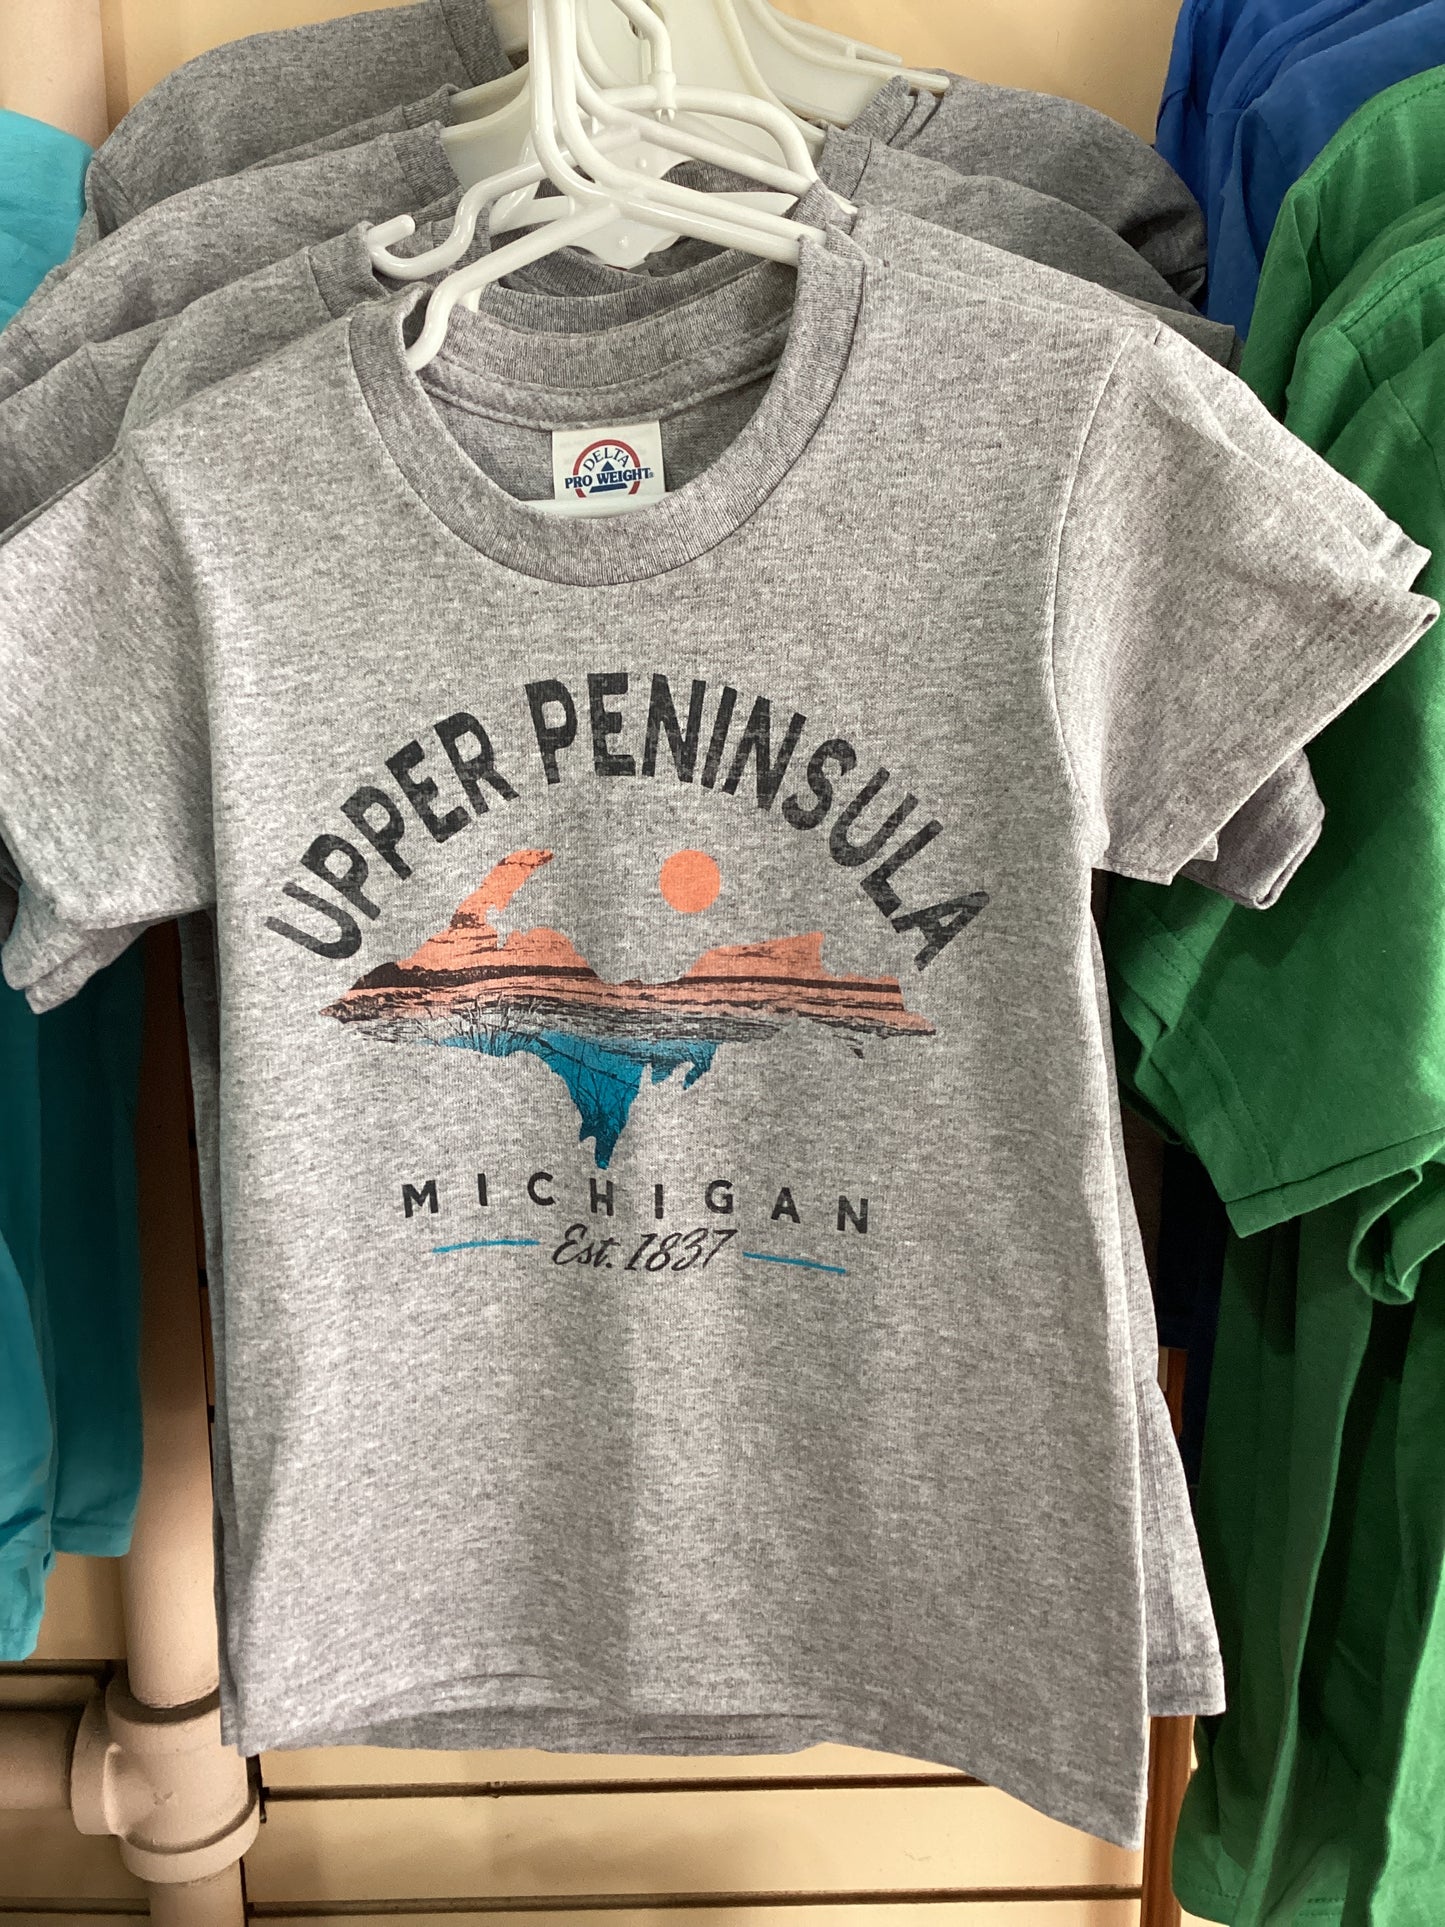 DELTA
PRO WEIGHT
UPPER PENINSULA
MICHIGAN
Est. 1837